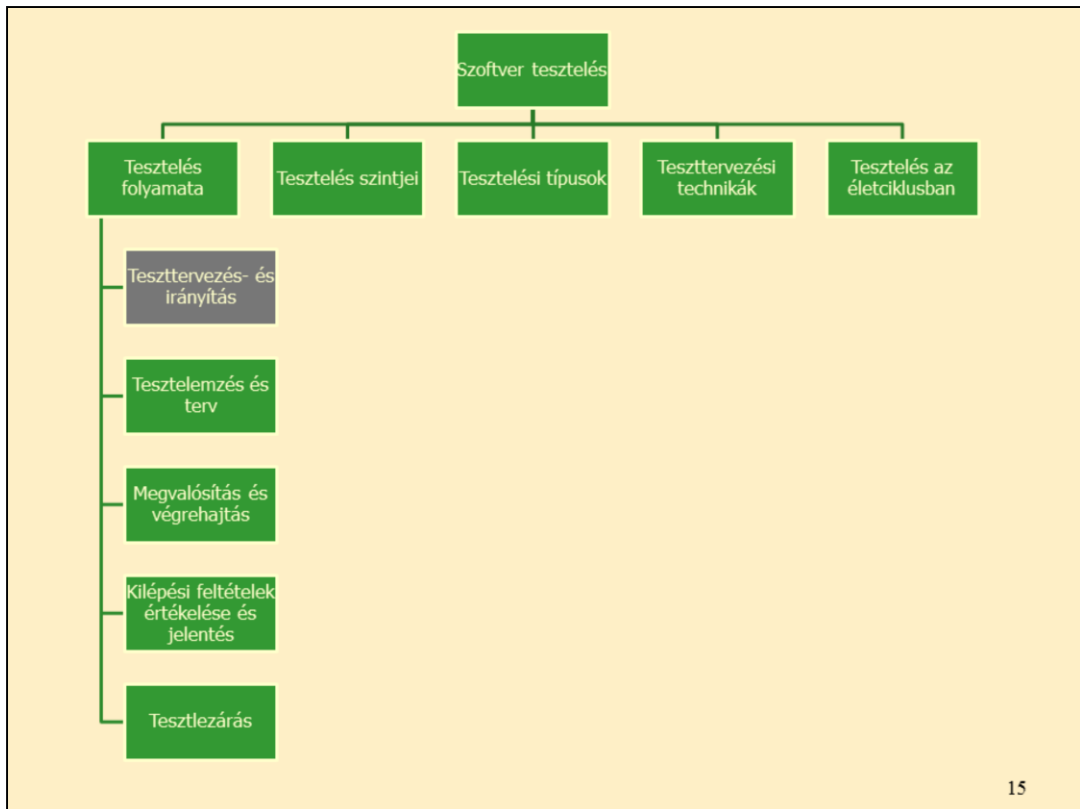 Szoftver tesztelés
Tesztelés
folyamata
Tesztelés szintjei
Tesztelési típusok
Teszttervezési
technikák
Tesztelés az
életciklusban
Teszttervezés- és
irányítás
Tesztelemzés és
terv
Megvalósítás és
végrehajtás
Kilépési feltételek
értékelése és
jelentés
Tesztlezárás
15